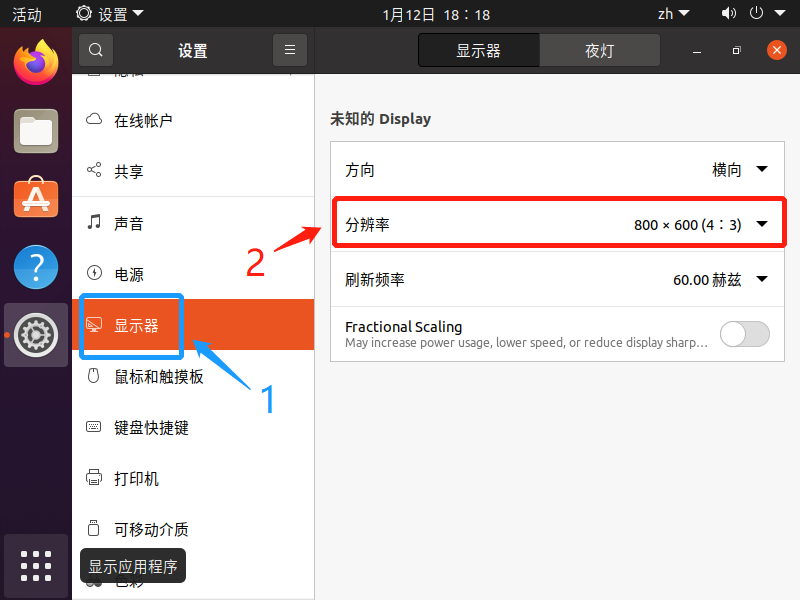 活动
设置
1月12日 18：18
zh
设置
显示器
夜灯
在线帐户
共享
声音
电源
显示器
鼠标和触摸板
键盘快捷键
打印机
可移动介质
色彩
显示应用程序
1
未知的 Display
方向
横向
2
分辨率
800 × 600 (4：3)
刷新频率
60.00 赫兹
Fractional Scaling
May increase power usage, lower speed, or reduce display sharp…